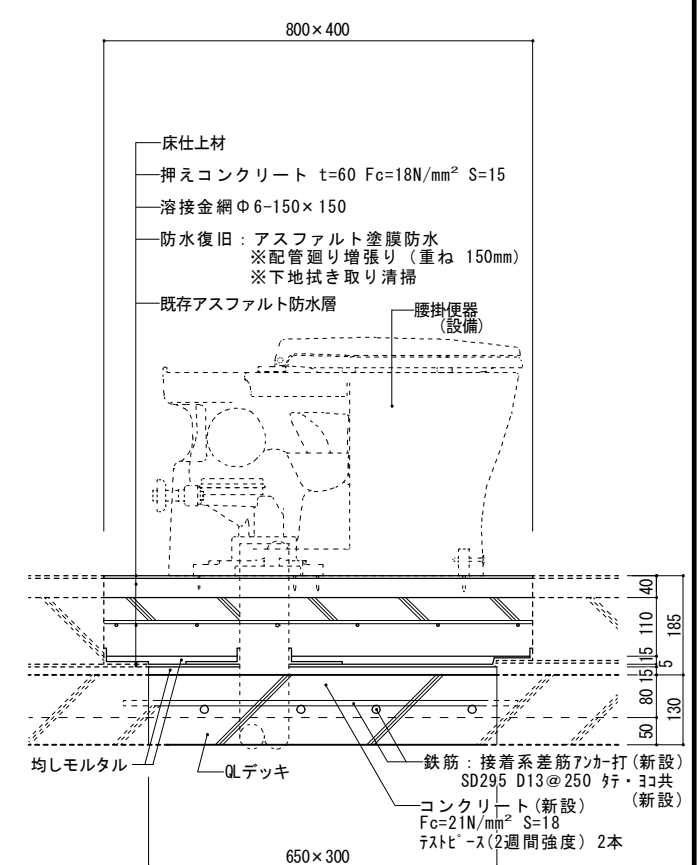 800×400
床仕上材
押えコンクリート t=60 Fc=18N/mm² S=15
溶接金網Φ6-150×150
防水復旧：アスファルト塗膜防水
※配管廻り増張り（重ね 150mm）
※下地拭き取り清掃
既存アスファルト防水層
腰掛便器
(設備)
40
110
185
15
5
15
80
130
50
均しモルタル
QLデッキ
鉄筋：接着系差筋アンカー打(新設)
SD295 D13@250 タテ・ヨコ共
(新設)
コンクリート(新設)
Fc=21N/mm² S=18
テストピース(2週間強度) 2本
650×300